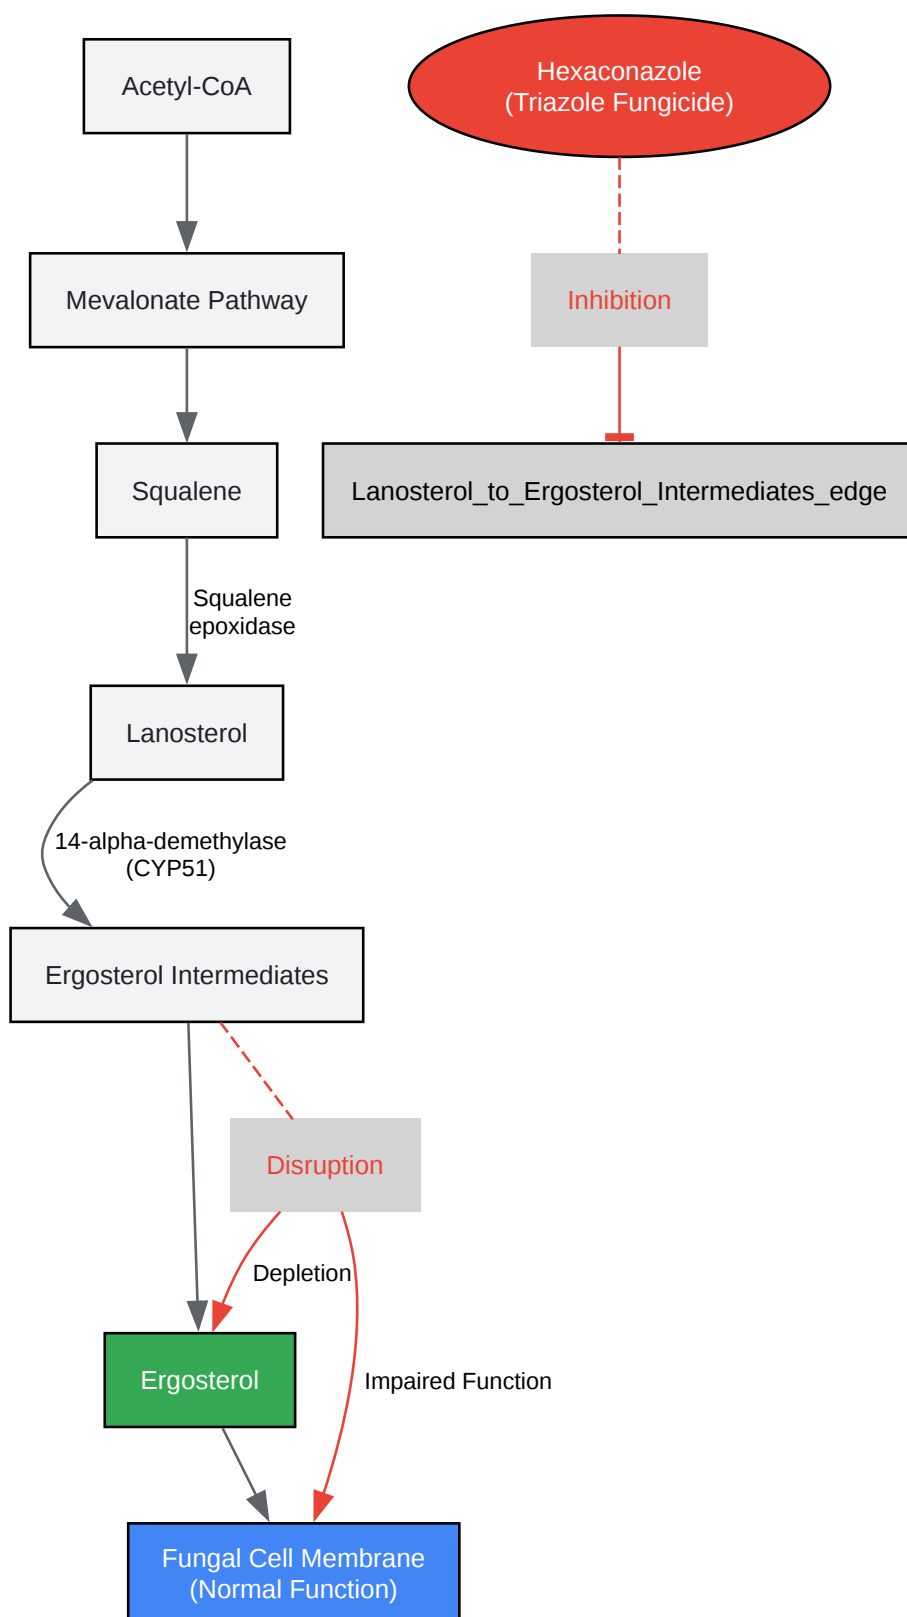 Acetyl-CoA
Hexaconazole
(Triazole Fungicide)
Mevalonate Pathway
Inhibition
Squalene
Lanosterol_to_Ergosterol_Intermediates_edge
Squalene
epoxidase
Lanosterol
14-alpha-demethylase
(CYP51)
Ergosterol Intermediates
Disruption
Depletion
Ergosterol
Impaired Function
Fungal Cell Membrane
(Normal Function)